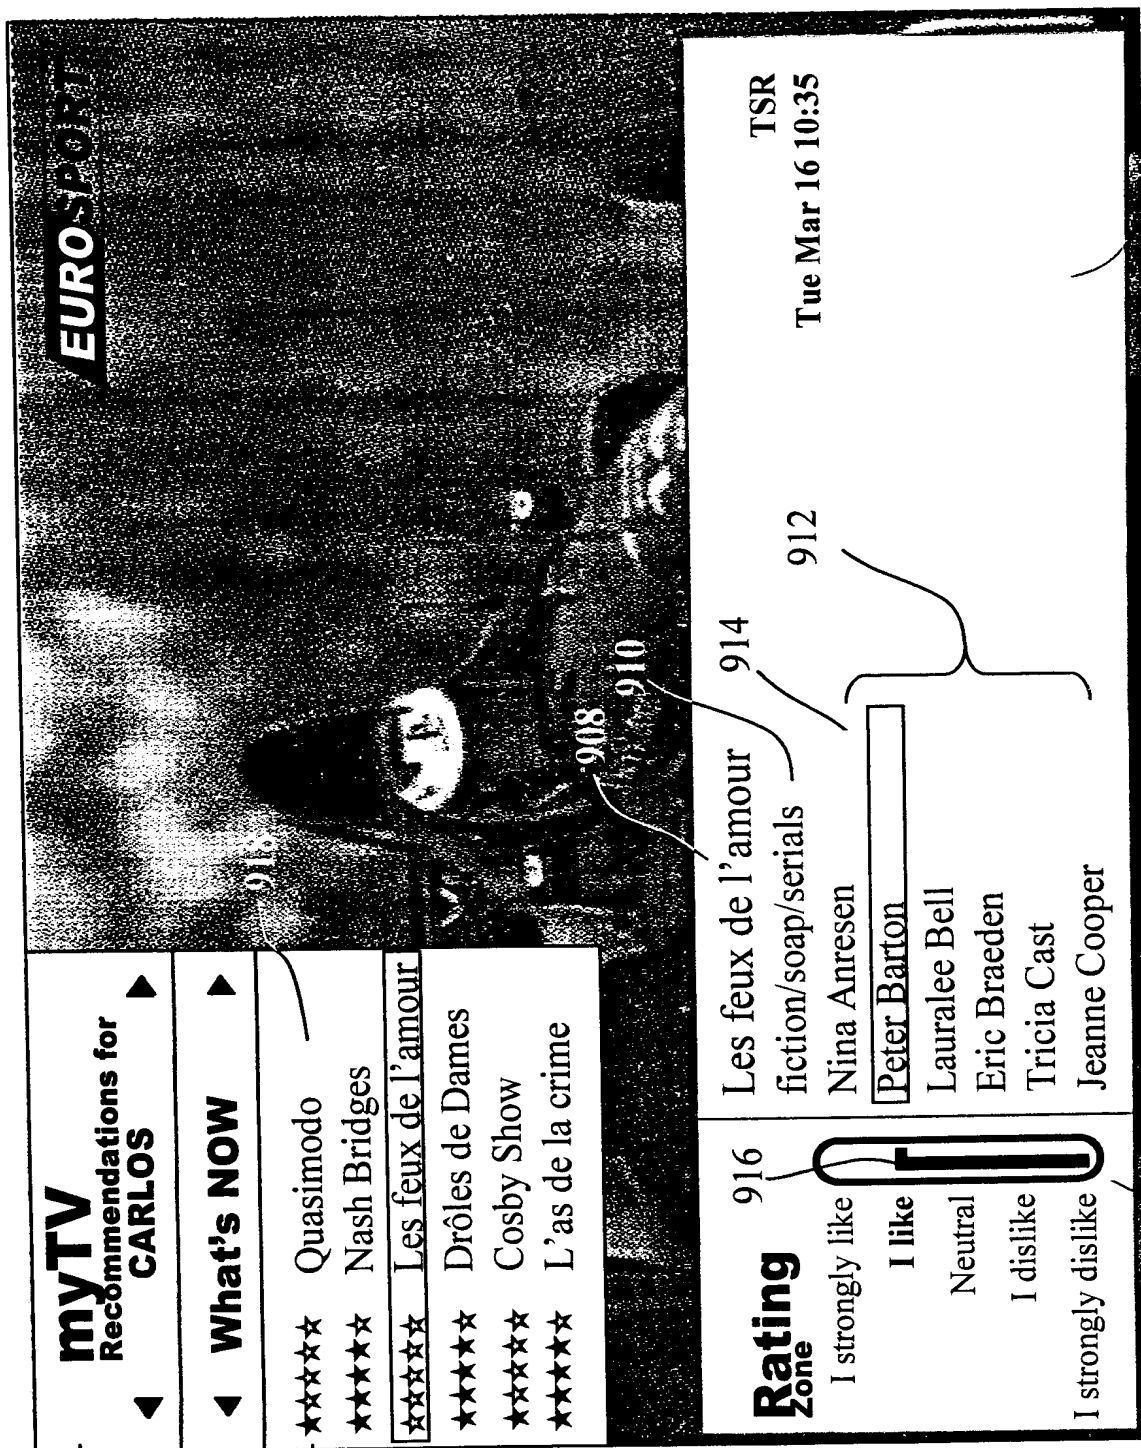 myTV
Recommendations for
CARLOS
What's NOW
Quasimodo
Nash Bridges
Les feux de l'amour
Drôles de Dames
Cosby Show
L'as de la crime
918
EUROSPORT
908
910
Rating
Zone
916
I strongly like
I like
Neutral
I dislike
I strongly dislike
Les feux de l'amour
fiction/soap/serials
Nina Anresen
Peter Barton
Lauralee Bell
Eric Braeden
Tricia Cast
Jeanne Cooper
914
912
TSR
Tue Mar 16 10:35